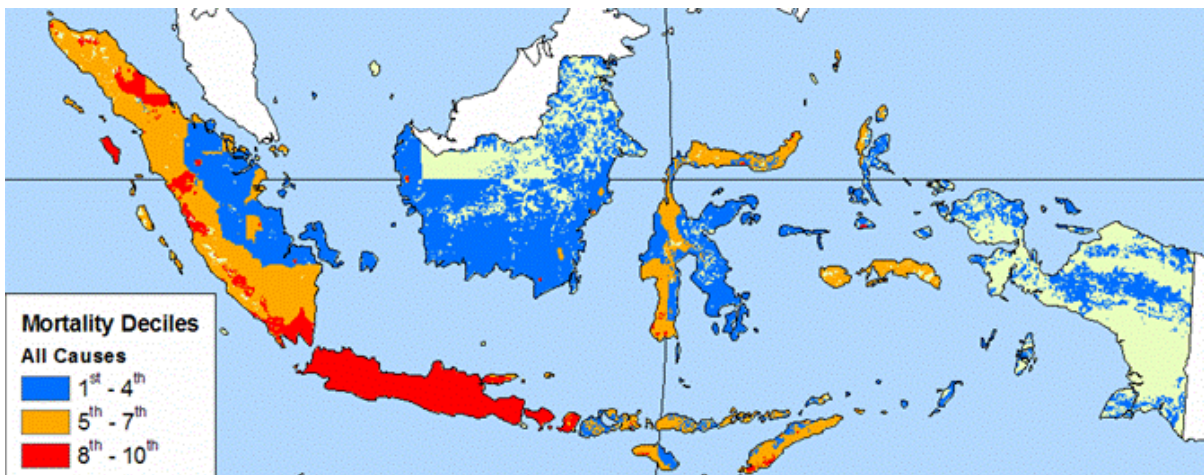 Mortality Deciles
All Causes
1st - 4th
5th - 7th
8th - 10th